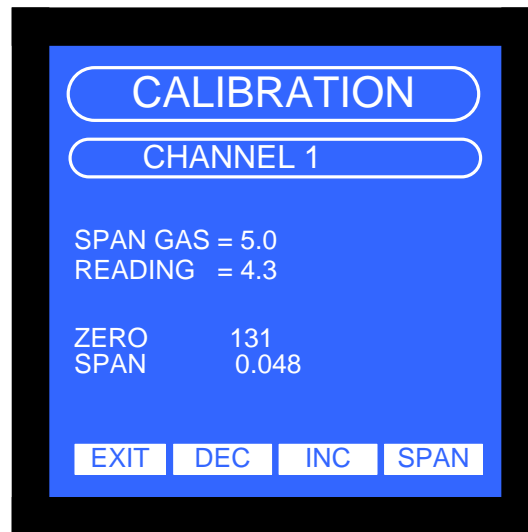 CALIBRATION
CHANNEL 1
SPAN GAS = 5.0
READING = 4.3
ZERO 131
SPAN 0.048
EXIT DEC INC SPAN